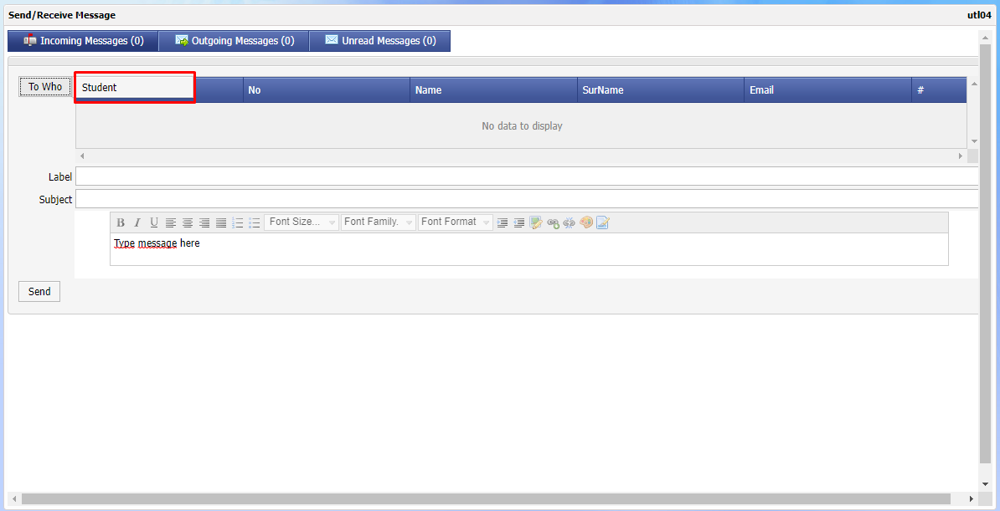 Send/Receive Message utl04
Incoming Messages (0) Outgoing Messages (0) Unread Messages (0)
To Who Student No Name SurName Email #
No data to display
Label
Subject
B I U Font Size... Font Family. Font Format
Type message here
Send